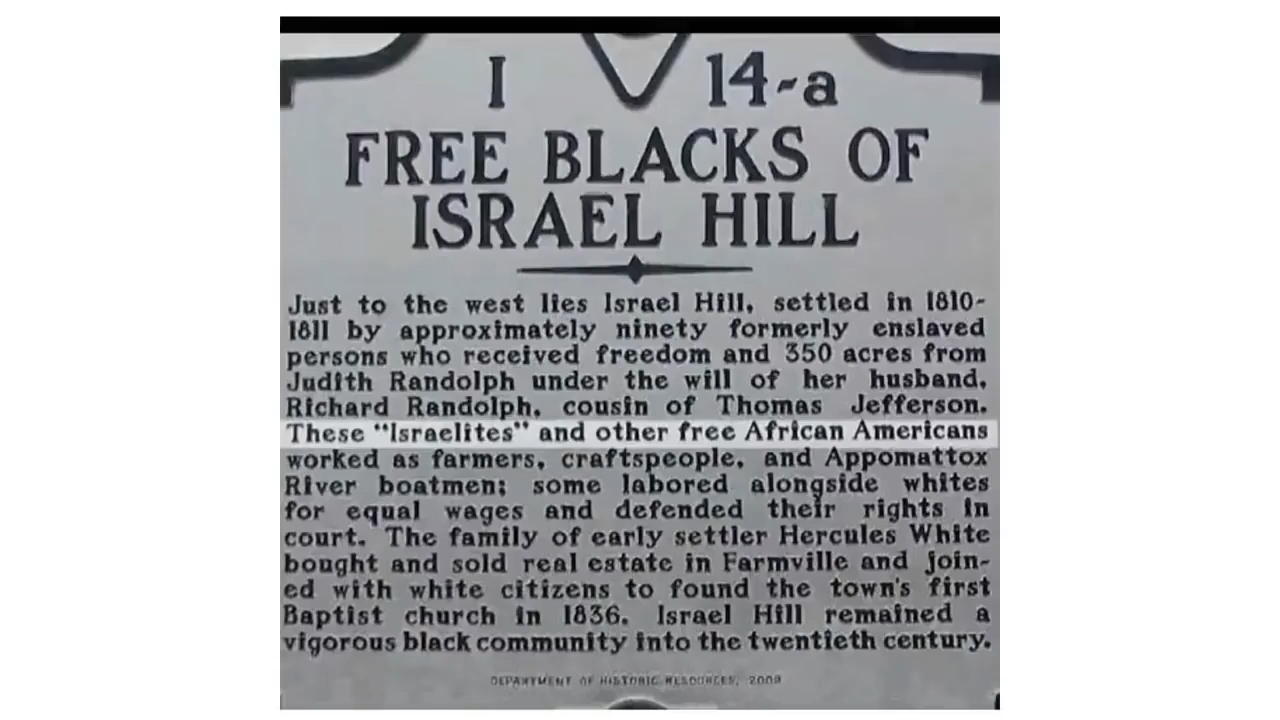 I 14-a
FREE BLACKS OF
ISRAEL HILL
Just to the west lies Israel Hill, settled in 1810-
1811 by approximately ninety formerly enslaved
persons who received freedom and 350 acres from
Judith Randolph under the will of her husband,
Richard Randolph, cousin of Thomas Jefferson.
These "Israelites" and other free African Americans
worked as farmers, craftspeople, and Appomattox
River boatmen; some labored alongside whites
for equal wages and defended their rights in
court. The family of early settler Hercules White
bought and sold real estate in Farmville and join-
ed with white citizens to found the town's first
Baptist church in 1836. Israel Hill remained a
vigorous black community into the twentieth century.
DEPARTMENT OF HISTORIC RESOURCES, 2009